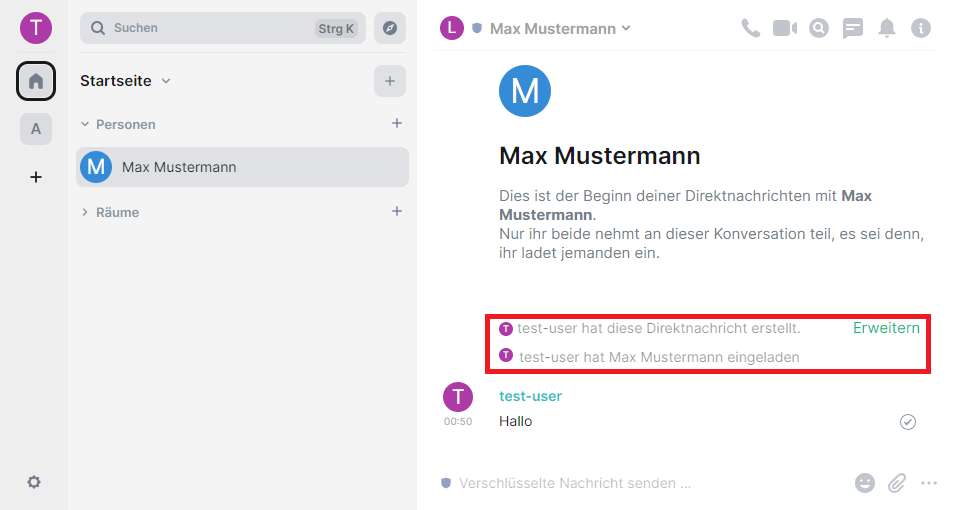 T
Suchen
Strg K
Startseite
A
Personen
M
Max Mustermann
Räume
L
Max Mustermann
M
Max Mustermann
Dies ist der Beginn deiner Direktnachrichten mit Max
Mustermann.
Nur ihr beide nehmt an dieser Konversation teil, es sei denn,
ihr ladet jemanden ein.
T test-user hat diese Direktnachricht erstellt. Erweitern
T test-user hat Max Mustermann eingeladen
T
test-user
00:50
Hallo
Verschlüsselte Nachricht senden ...